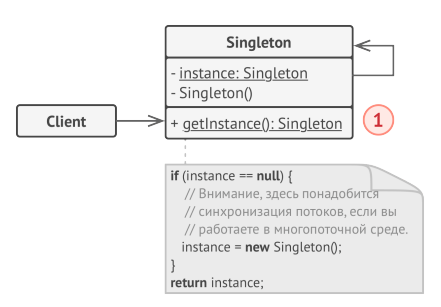 Singleton
- instance: Singleton
- Singleton()
Client
+ getInstance(): Singleton
1
if (instance == null) {
// Внимание, здесь понадобится
// синхронизация потоков, если вы
// работаете в многопоточной среде.
instance = new Singleton();
}
return instance;